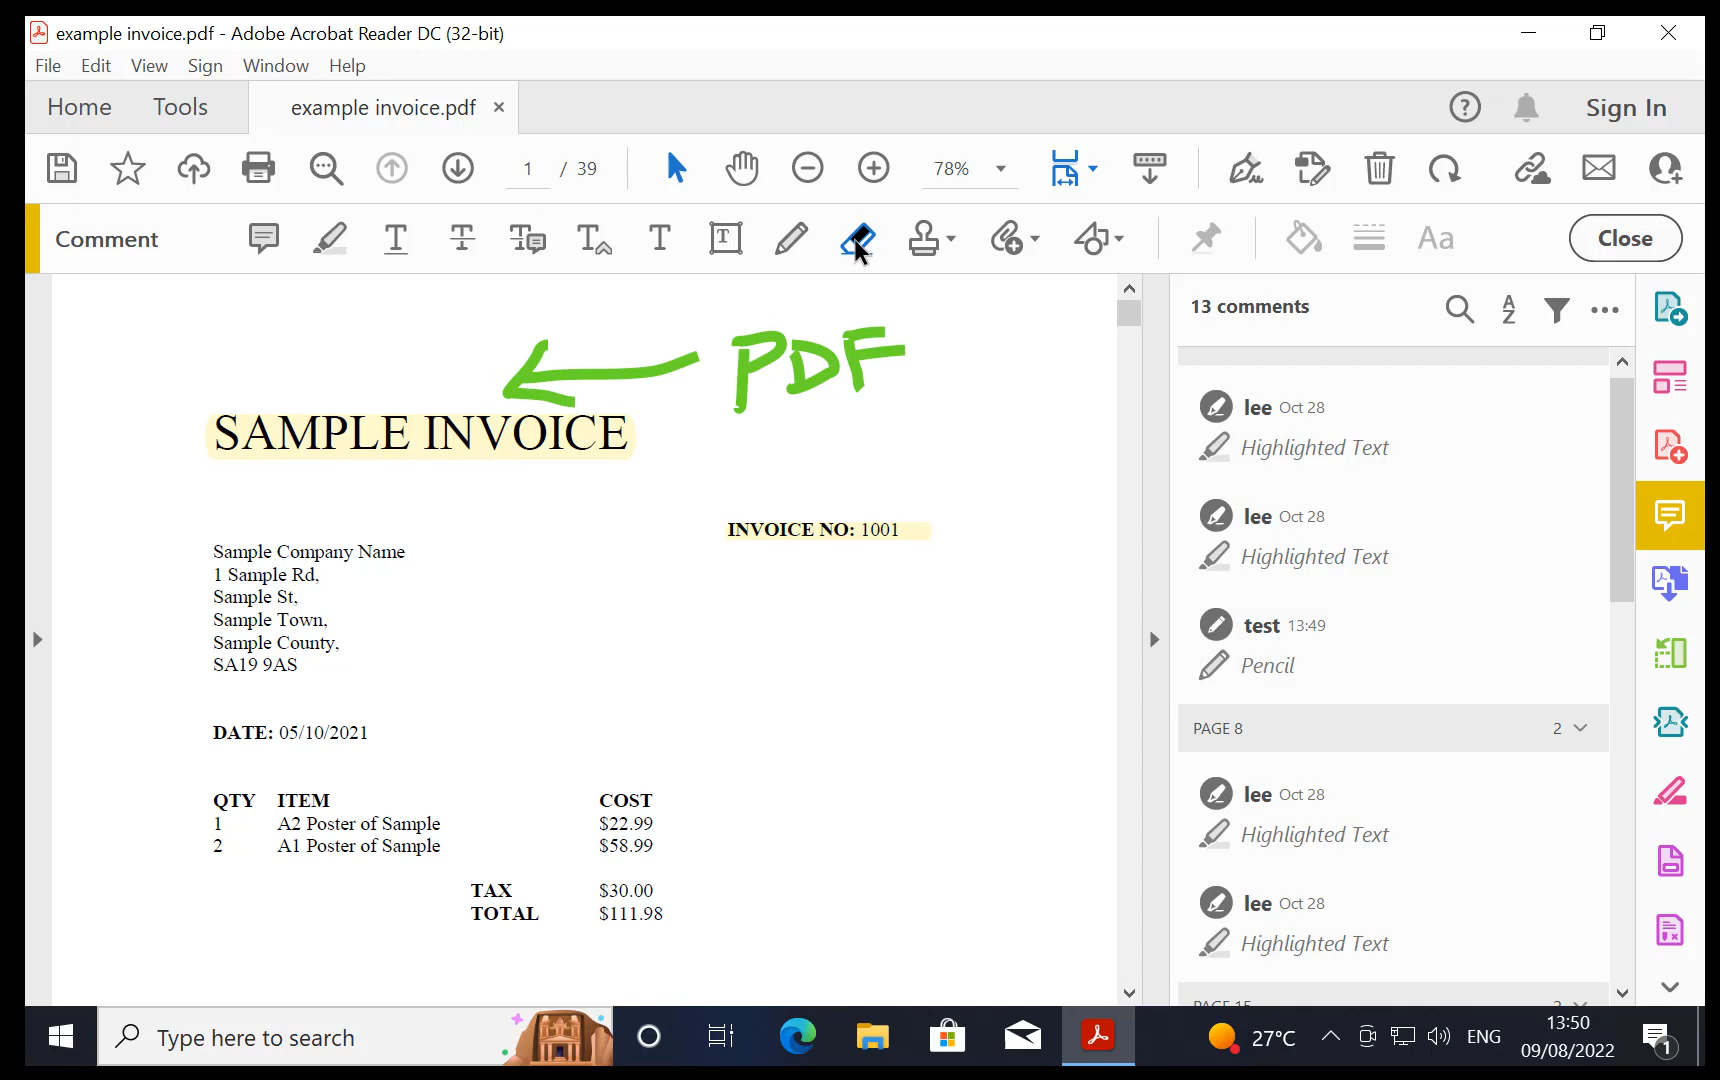 example invoice.pdf - Adobe Acrobat Reader DC (32-bit)
File Edit View Sign Window Help
Home Tools example invoice.pdf × Sign In
1 / 39 78%
Comment T T T T T T Aa Close
13 comments A Z
PDF
SAMPLE INVOICE
INVOICE NO: 1001
Sample Company Name
1 Sample Rd,
Sample St,
Sample Town,
Sample County,
SA19 9AS
DATE: 05/10/2021
QTY ITEM COST
1 A2 Poster of Sample $22.99
2 A1 Poster of Sample $58.99
TAX $30.00
TOTAL $111.98
lee Oct 28
Highlighted Text
lee Oct 28
Highlighted Text
test 13:49
Pencil
PAGE 8 2
lee Oct 28
Highlighted Text
lee Oct 28
Highlighted Text
PAGE 15
Type here to search
27°C ENG 13:50
09/08/2022 1